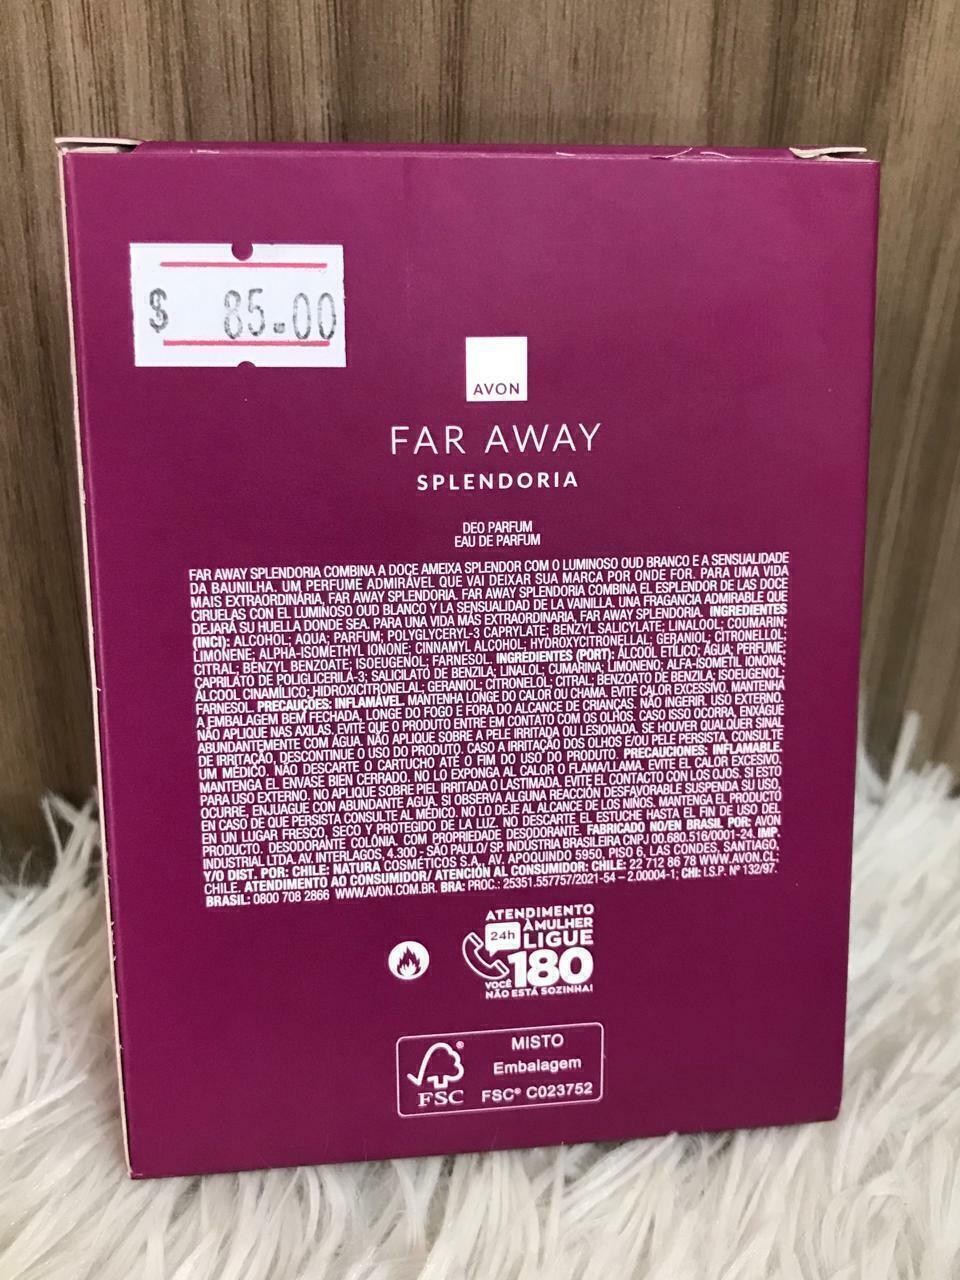 $ 85.00
AVON
FAR AWAY
SPLENDORIA
DEO PARFUM
EAU DE PARFUM
FAR AWAY SPLENDORIA COMBINA A DOCE AMEIXA SPLENDOR COM O LUMINOSO OUD BRANCO E A SENSUALIDADE
DA BAUNILHA. UM PERFUME ADMIRÁVEL QUE VAI DEIXAR SUA MARCA POR ONDE FOR. PARA UMA VIDA
MAIS EXTRAORDINÁRIA, FAR AWAY SPLENDORIA. FAR AWAY SPLENDORIA COMBINA EL ESPLENDOR DE LAS DOCE
CIRUELAS CON EL LUMINOSO OUD BLANCO Y LA SENSUALIDAD DE LA VAINILLA. UNA FRAGANCIA ADMIRABLE QUE
DEJARÁ SU HUELLA DONDE SEA. PARA UNA VIDA MÁS EXTRAORDINARIA, FAR AWAY SPLENDORIA. INGREDIENTES
(INCI): ALCOHOL; AQUA; PARFUM; POLYGLYCERYL-3 CAPRYLATE; BENZYL SALICYLATE; LINALOOL; COUMARIN;
LIMONENE; ALPHA-ISOMETHYL IONONE; CINNAMYL ALCOHOL; HYDROXYCITRONELLAL; GERANIOL; CITRONELLOL;
CITRAL; BENZYL BENZOATE; ISOEUGENOL; FARNESOL. INGREDIENTES (PORT): ÁLCOOL ETÍLICO; ÁGUA; PERFUME;
CAPRILATO DE POLIGLICERILA-3; SALICILATO DE BENZILA; LINALOL; CUMARINA; LIMONENO; ALFA-ISOMETIL IONONA;
ÁLCOOL CINAMÍLICO; HIDROXICITRONELAL; GERANIOL; CITRONELOL; CITRAL; BENZOATO DE BENZILA; ISOEUGENOL;
FARNESOL. PRECAUÇÕES: INFLAMÁVEL. MANTENHA LONGE DO CALOR OU CHAMA. EVITE CALOR EXCESSIVO. MANTENHA
A EMBALAGEM BEM FECHADA, LONGE DO FOGO E FORA DO ALCANCE DE CRIANÇAS. NÃO INGERIR. USO EXTERNO.
NÃO APLIQUE NAS AXILAS. EVITE QUE O PRODUTO ENTRE EM CONTATO COM OS OLHOS. CASO ISSO OCORRA, ENXÁGUE
ABUNDANTEMENTE COM ÁGUA. NÃO APLIQUE SOBRE A PELE IRRITADA OU LESIONADA. SE HOUVER QUALQUER SINAL
DE IRRITAÇÃO, DESCONTINUE O USO DO PRODUTO. CASO A IRRITAÇÃO DOS OLHOS E/OU PELE PERSISTA, CONSULTE
UM MÉDICO. NÃO DESCARTE O CARTUCHO ATÉ O FIM DO USO DO PRODUTO. PRECAUCIONES: INFLAMABLE.
MANTENGA EL ENVASE BIEN CERRADO. NO LO EXPONGA AL CALOR O FLAMA/LLAMA. EVITE EL CALOR EXCESIVO.
PARA USO EXTERNO. NO APLIQUE SOBRE PIEL IRRITADA O LASTIMADA. EVITE EL CONTACTO CON LOS OJOS. SI ESTO
OCURRE, ENJUAGUE CON ABUNDANTE AGUA. SI OBSERVA ALGUNA REACCIÓN DESFAVORABLE SUSPENDA SU USO,
EN CASO DE QUE PERSISTA CONSULTE AL MÉDICO. NO LO DEJE AL ALCANCE DE LOS NIÑOS. MANTENGA EL PRODUCTO
EN UN LUGAR FRESCO, SECO Y PROTEGIDO DE LA LUZ. NO DESCARTE EL ESTUCHE HASTA EL FIN DE USO DEL
PRODUCTO. DESODORANTE COLÔNIA. COM PROPRIEDADE DESODORANTE. FABRICADO NO/EN BRASIL POR: AVON
INDUSTRIAL LTDA. AV. INTERLAGOS, 4.300 - SÃO PAULO/ SP. INDÚSTRIA BRASILEIRA CNPJ 00.680.516/0001-24. IMP.
Y/O DIST. POR: CHILE: NATURA COSMÉTICOS S.A., AV. APOQUINDO 5950, PISO 6, LAS CONDES, SANTIAGO,
CHILE. ATENDIMENTO AO CONSUMIDOR/ ATENCIÓN AL CONSUMIDOR: CHILE: 22 712 86 78 WWW.AVON.CL;
BRASIL: 0800 708 2866 WWW.AVON.COM.BR. BRA: PROC.: 25351.557757/2021-54 – 2.00004-1; CHI: I.S.P. Nº 132/97.
ATENDIMENTO
À MULHER
24h LIGUE
180
VOCÊ
NÃO ESTÁ SOZINHA!
MISTO
Embalagem
FSC® C023752
FSC